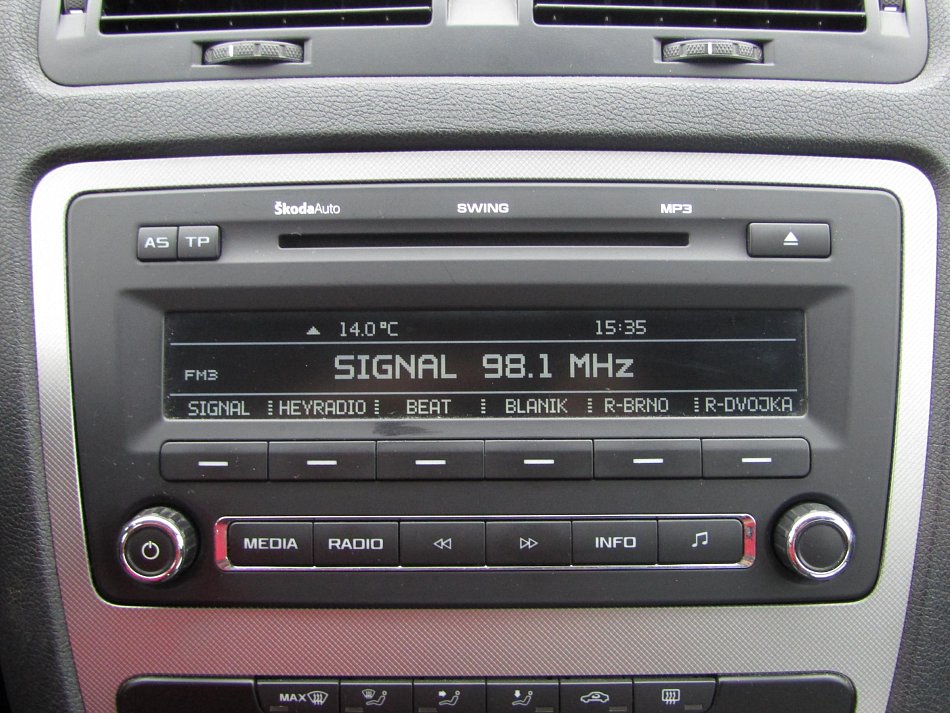 ŠkodaAuto SWING MP3
AS TP
14.0°C 15:35
FM3 SIGNAL 98.1 MHz
SIGNAL HEYRADIO BEAT BLANIK R-BRNO R-DVOJKA
MEDIA RADIO INFO
MAX